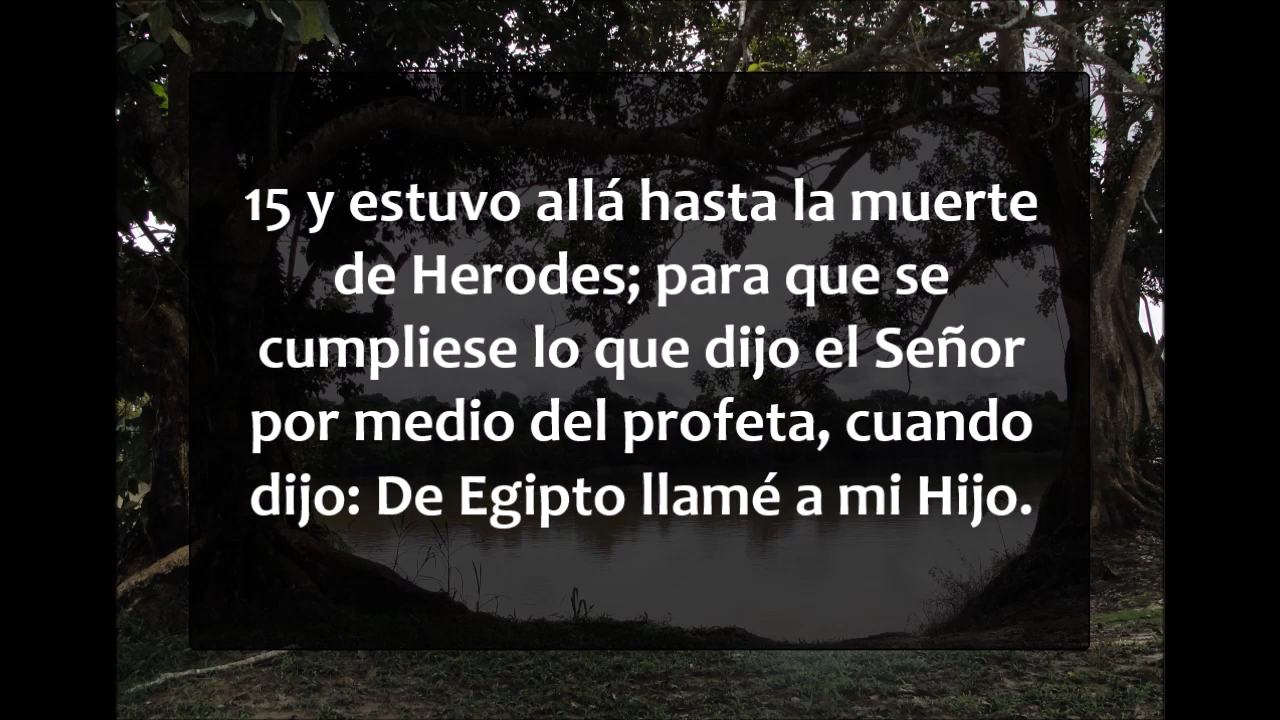 15 y estuvo allá hasta la muerte
de Herodes; para que se
cumpliese lo que dijo el Señor
por medio del profeta, cuando
dijo: De Egipto llamé a mi Hijo.